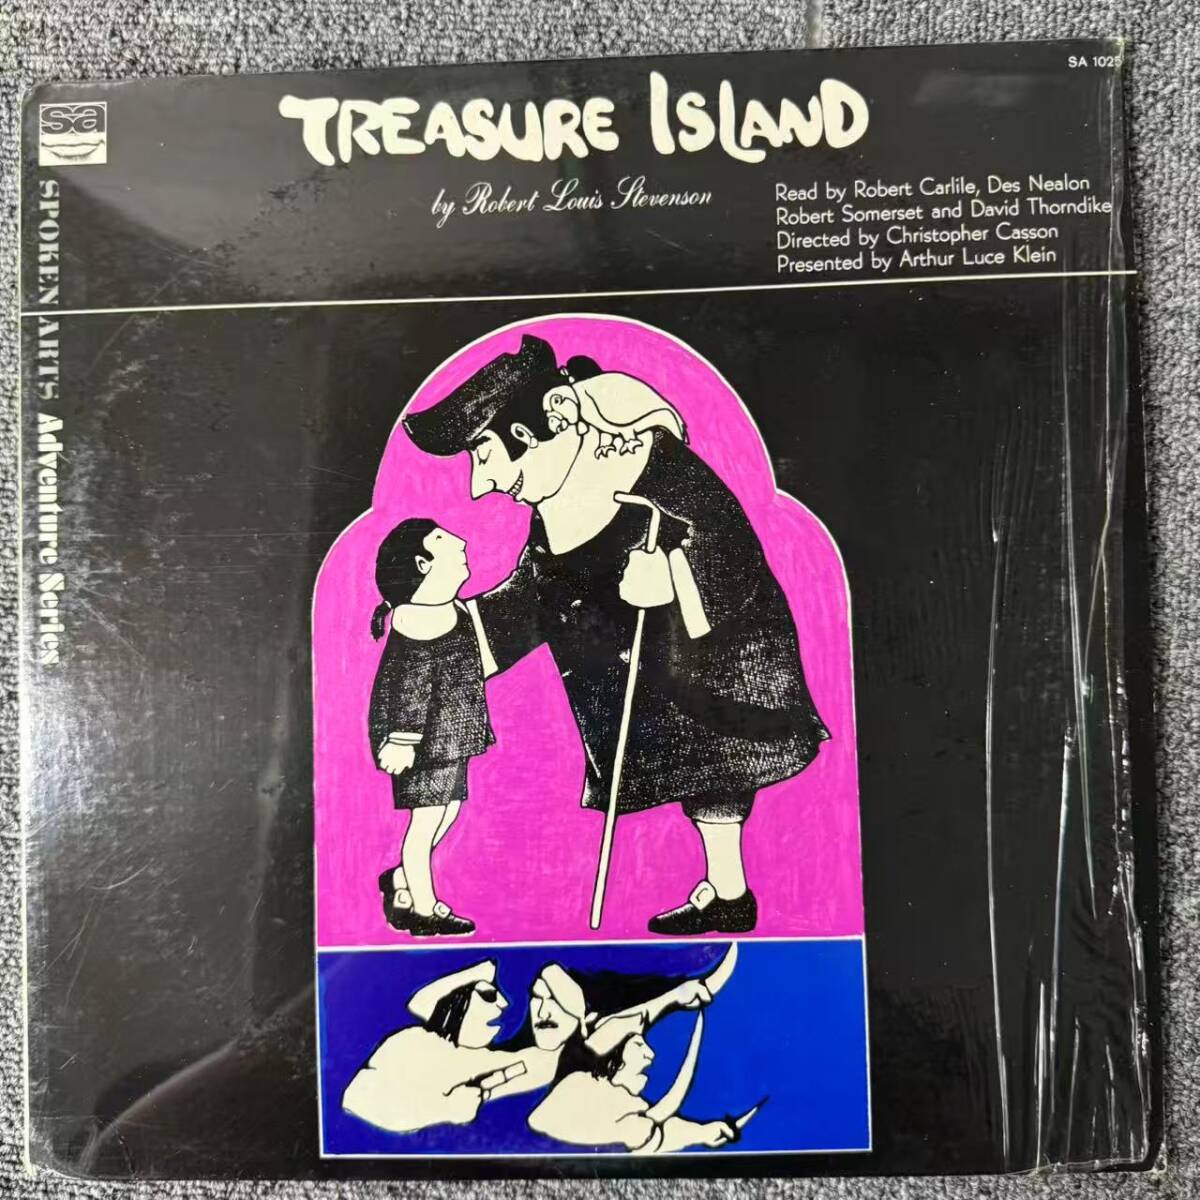 SA 1025
sa
TREASURE ISLAND
by Robert Louis Stevenson
Read by Robert Carlile, Des Nealon
Robert Somerset and David Thorndike
Directed by Christopher Casson
Presented by Arthur Luce Klein
SPOKEN ARTS Adventure Series